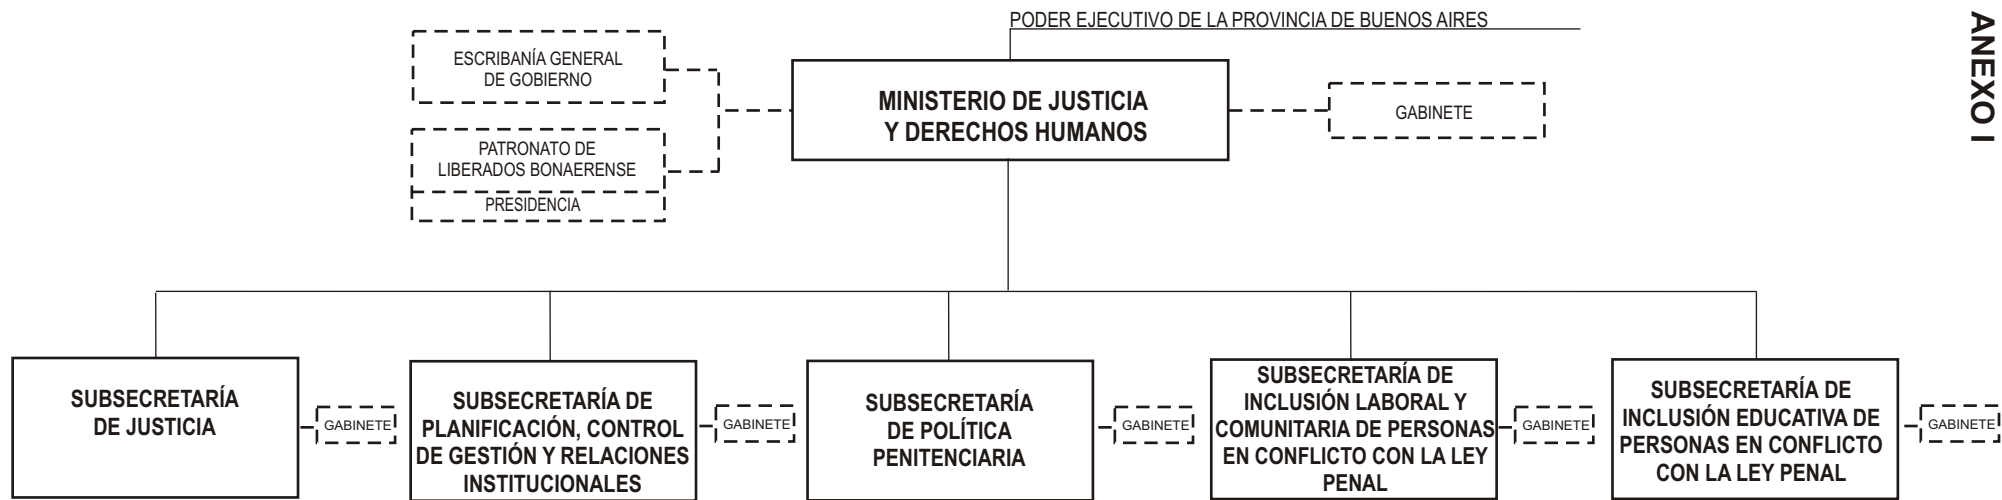 PODER EJECUTIVO DE LA PROVINCIA DE BUENOS AIRES
ANEXO I
ESCRIBANÍA GENERAL
DE GOBIERNO
MINISTERIO DE JUSTICIA
Y DERECHOS HUMANOS
GABINETE
PATRONATO DE
LIBERADOS BONAERENSE
PRESIDENCIA
SUBSECRETARÍA
DE JUSTICIA
GABINETE
SUBSECRETARÍA DE
PLANIFICACIÓN, CONTROL
DE GESTIÓN Y RELACIONES
INSTITUCIONALES
GABINETE
SUBSECRETARÍA
DE POLÍTICA
PENITENCIARIA
GABINETE
SUBSECRETARÍA DE
INCLUSIÓN LABORAL Y
COMUNITARIA DE PERSONAS
EN CONFLICTO CON LA LEY
PENAL
GABINETE
SUBSECRETARÍA DE
INCLUSIÓN EDUCATIVA DE
PERSONAS EN CONFLICTO
CON LA LEY PENAL
GABINETE